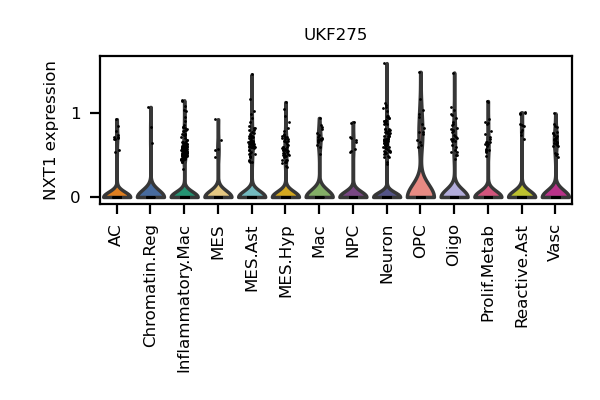 UKF275
NXT1 expression
1
0
AC
Chromatin.Reg
Inflammatory.Mac
MES
MES.Ast
MES.Hyp
Mac
NPC
Neuron
OPC
Oligo
Prolif.Metab
Reactive.Ast
Vasc